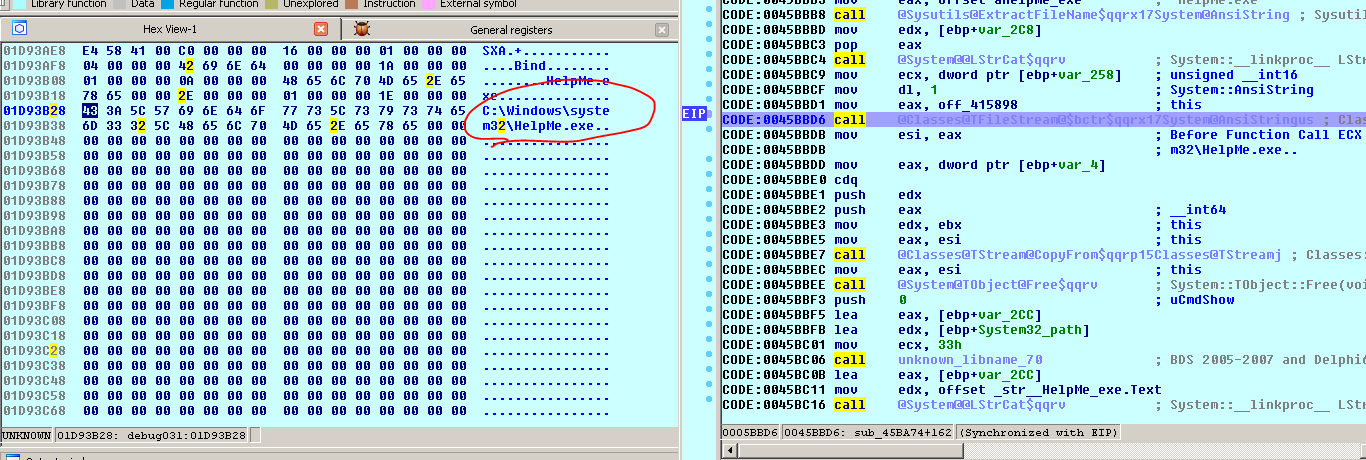 Library function Data Regular function Unexplored Instruction External symbol
Hex View-1
General registers
01D93AE8 E4 58 41 00 C0 00 00 00 16 00 00 00 01 00 00 00 SXA.+...........
01D93AF8 04 00 00 00 42 69 6E 64 00 00 00 00 1A 00 00 00 ....Bind........
01D93B08 01 00 00 00 0A 00 00 00 48 65 6C 70 4D 65 2E 65 ........HelpMe.e
01D93B18 78 65 00 00 2E 00 00 00 01 00 00 00 1E 00 00 00 xe..............
01D93B28 43 3A 5C 57 69 6E 64 6F 77 73 5C 73 79 73 74 65 C:\Windows\syste
01D93B38 6D 33 32 5C 48 65 6C 70 4D 65 2E 65 78 65 00 00 m32\HelpMe.exe..
01D93B48 00 00 00 00 00 00 00 00 00 00 00 00 00 00 00 00 ................
01D93B58 00 00 00 00 00 00 00 00 00 00 00 00 00 00 00 00 ................
01D93B68 00 00 00 00 00 00 00 00 00 00 00 00 00 00 00 00 ................
01D93B78 00 00 00 00 00 00 00 00 00 00 00 00 00 00 00 00 ................
01D93B88 00 00 00 00 00 00 00 00 00 00 00 00 00 00 00 00 ................
01D93B98 00 00 00 00 00 00 00 00 00 00 00 00 00 00 00 00 ................
01D93BA8 00 00 00 00 00 00 00 00 00 00 00 00 00 00 00 00 ................
01D93BB8 00 00 00 00 00 00 00 00 00 00 00 00 00 00 00 00 ................
01D93BC8 00 00 00 00 00 00 00 00 00 00 00 00 00 00 00 00 ................
01D93BD8 00 00 00 00 00 00 00 00 00 00 00 00 00 00 00 00 ................
01D93BE8 00 00 00 00 00 00 00 00 00 00 00 00 00 00 00 00 ................
01D93BF8 00 00 00 00 00 00 00 00 00 00 00 00 00 00 00 00 ................
01D93C08 00 00 00 00 00 00 00 00 00 00 00 00 00 00 00 00 ................
01D93C18 00 00 00 00 00 00 00 00 00 00 00 00 00 00 00 00 ................
01D93C28 00 00 00 00 00 00 00 00 00 00 00 00 00 00 00 00 ................
01D93C38 00 00 00 00 00 00 00 00 00 00 00 00 00 00 00 00 ................
01D93C48 00 00 00 00 00 00 00 00 00 00 00 00 00 00 00 00 ................
01D93C58 00 00 00 00 00 00 00 00 00 00 00 00 00 00 00 00 ................
01D93C68 00 00 00 00 00 00 00 00 00 00 00 00 00 00 00 00 ................
UNKNOWN 01D93B28: debug031:01D93B28
EIP
CODE:0045BBB8 call @Sysutils@ExtractFileName$qqrx17System@AnsiString ; Sysut
CODE:0045BBBD mov edx, [ebp+var_2C8]
CODE:0045BBC3 pop eax
CODE:0045BBC4 call @System@@LStrCat$qqrv ; System::__linkproc__ LStr
CODE:0045BBC9 mov ecx, dword ptr [ebp+var_258] ; unsigned __int16
CODE:0045BBCF mov dl, 1 ; System::AnsiString
CODE:0045BBD1 mov eax, off_415898 ; this
CODE:0045BBD6 call @Classes@TFileStream@$bctr$qqrx17System@AnsiStringus ; Clas
CODE:0045BBDB mov esi, eax ; Before Function Call ECX
CODE:0045BBDB ; m32\HelpMe.exe..
CODE:0045BBDD mov eax, dword ptr [ebp+var_4]
CODE:0045BBE0 cdq
CODE:0045BBE1 push edx
CODE:0045BBE2 push eax ; __int64
CODE:0045BBE3 mov edx, ebx ; this
CODE:0045BBE5 mov eax, esi ; this
CODE:0045BBE7 call @Classes@TStream@CopyFrom$qqrp15Classes@TStreamj ; Classes:
CODE:0045BBEC mov eax, esi ; this
CODE:0045BBEE call @System@TObject@Free$qqrv ; System::TObject::Free(voi
CODE:0045BBF3 push 0 ; uCmdShow
CODE:0045BBF5 lea eax, [ebp+var_2CC]
CODE:0045BBFB lea edx, [ebp+System32_path]
CODE:0045BC01 mov ecx, 33h
CODE:0045BC06 call unknown_libname_70 ; BDS 2005-2007 and Delphi6
CODE:0045BC0B lea eax, [ebp+var_2CC]
CODE:0045BC11 mov edx, offset _str__HelpMe_exe.Text
CODE:0045BC16 call @System@@LStrCat$qqrv ; System::__linkproc__ LStr
0005BBD6 0045BBD6: sub_45BA74+162 (Synchronized with EIP)